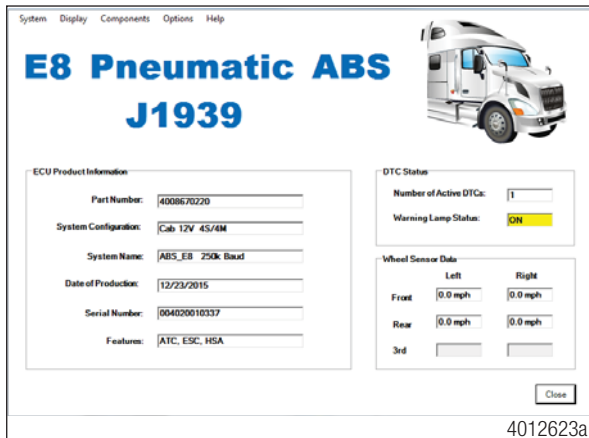 System Display Components Options Help
E8 Pneumatic ABS
J1939
ECU Product Information
Part Number: 4008670220
System Configuration: Cab 12V 4S/4M
System Name: ABS_E8 250k Baud
Date of Production: 12/23/2015
Serial Number: 004020010337
Features: ATC, ESC, HSA
DTC Status
Number of Active DTCs: 1
Warning Lamp Status: ON
Wheel Sensor Data
Left Right
Front 0.0 mph 0.0 mph
Rear 0.0 mph 0.0 mph
3rd
Close
4012623a